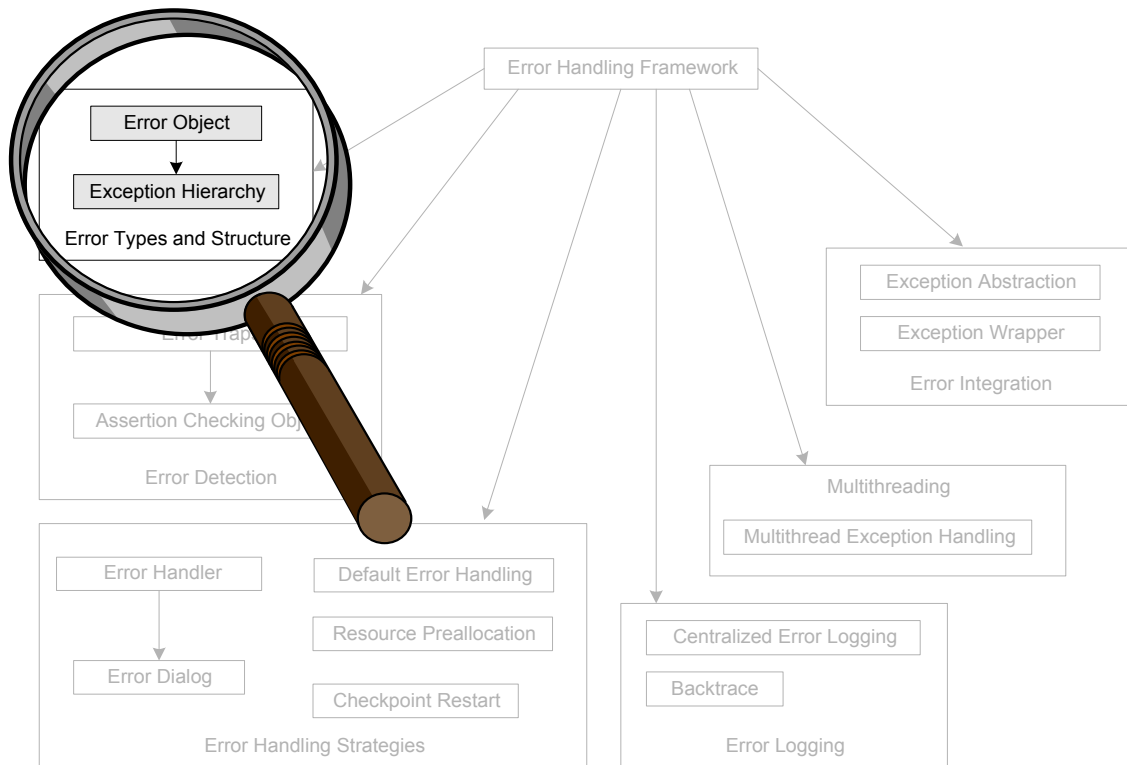 Error Handling Framework
Error Object
Exception Hierarchy
Error Types and Structure
Exception Abstraction
Exception Wrapper
Error Integration
Error
Assertion Checking
Error Detection
Multithreading
Multithread Exception Handling
Error Handler
Default Error Handling
Resource Preallocation
Error Dialog
Checkpoint Restart
Error Handling Strategies
Centralized Error Logging
Backtrace
Error Logging